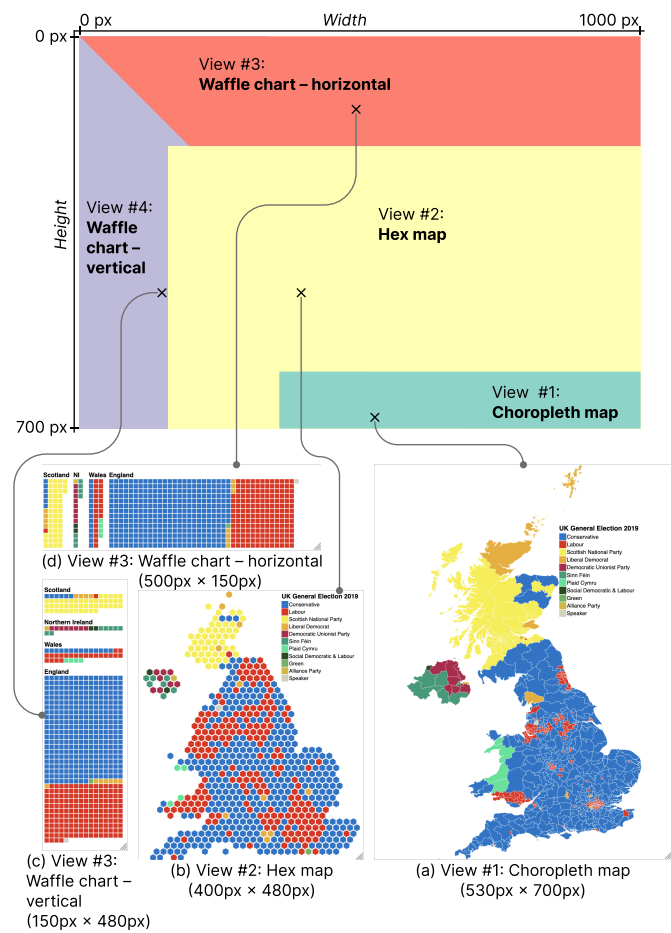 0 px
Width
1000 px
0 px
View #3:
Waffle chart – horizontal
View #4:
Waffle
chart –
vertical
Height
View #2:
Hex map
View #1:
Choropleth map
700 px
Scotland NI Wales England
(d) View #3: Waffle chart – horizontal
(500px × 150px)
Scotland
Northern Ireland
Wales
England
(c) View #3:
Waffle chart –
vertical
(150px × 480px)
UK General Election 2019
Conservative
Labour
Scottish National Party
Liberal Democrat
Democratic Unionist Party
Sinn Féin
Plaid Cymru
Social Democratic & Labour
Green
Alliance Party
Speaker
(b) View #2: Hex map
(400px × 480px)
UK General Election 2019
Conservative
Labour
Scottish National Party
Liberal Democrat
Democratic Unionist Party
Sinn Féin
Plaid Cymru
Social Democratic & Labour
Green
Alliance Party
Speaker
(a) View #1: Choropleth map
(530px × 700px)